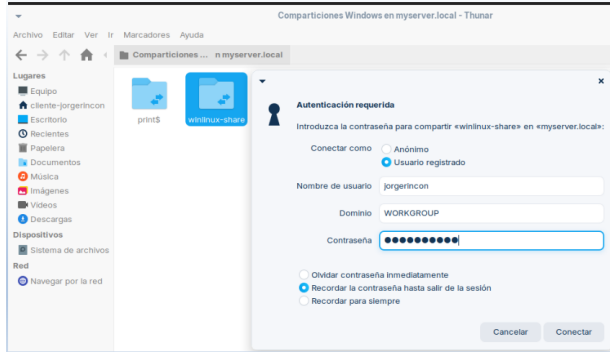 Comparticiones Windows en myserver.local - Thunar
Archivo Editar Ver Ir Marcadores Ayuda
Comparticiones ... n myserver.local
Lugares
Equipo
cliente-jorgerincon
Escritorio
Recientes
Papelera
Documentos
Música
Imágenes
Vídeos
Descargas
Dispositivos
Sistema de archivos
Red
Navegar por la red
print$
winlinux-share
Autenticación requerida
Introduzca la contraseña para compartir «winlinux-share» en «myserver.local»:
Conectar como
Anónimo
Usuario registrado
Nombre de usuario
jorgerincon
Dominio
WORKGROUP
Contraseña
●●●●●●●●●●
Olvidar contraseña inmediatamente
Recordar la contraseña hasta salir de la sesión
Recordar para siempre
Cancelar
Conectar